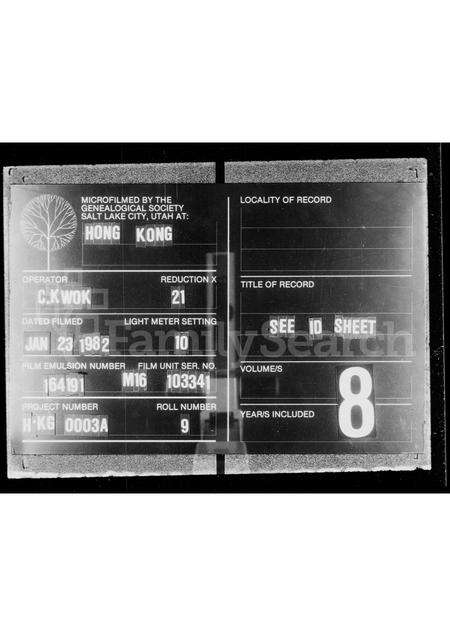 MICROFILMED BY THE
GENEALOGICAL SOCIETY
SALT LAKE CITY, UTAH AT:
HONG KONG
OPERATOR REDUCTION X
C.KWOK 21
DATED FILMED LIGHT METER SETTING
JAN 23 1982 10
FILM EMULSION NUMBER FILM UNIT SER. NO.
164191 M16 103341
PROJECT NUMBER ROLL NUMBER
H-KG 0003A 9
LOCALITY OF RECORD
TITLE OF RECORD
SEE ID SHEET
VOLUME/S
8
YEAR/S INCLUDED
FamilySearch